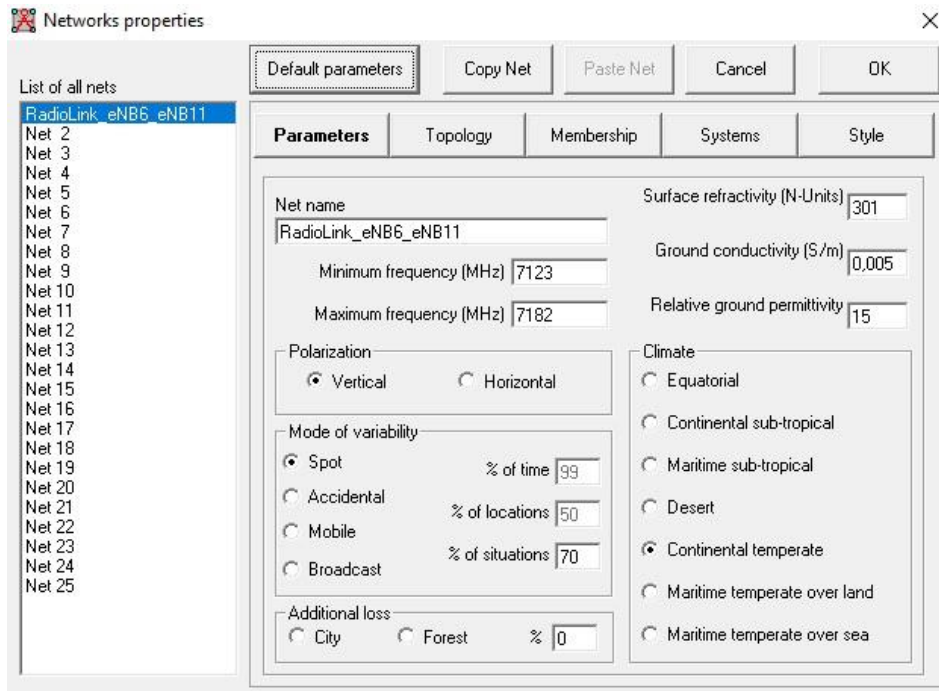 Networks properties
Default parameters
Copy Net
Paste Net
Cancel
OK
List of all nets
RadioLink_eNB6_eNB11
Net 2
Net 3
Net 4
Net 5
Net 6
Net 7
Net 8
Net 9
Net 10
Net 11
Net 12
Net 13
Net 14
Net 15
Net 16
Net 17
Net 18
Net 19
Net 20
Net 21
Net 22
Net 23
Net 24
Net 25
Parameters
Topology
Membership
Systems
Style
Net name
RadioLink_eNB6_eNB11
Minimum frequency (MHz) 7123
Maximum frequency (MHz) 7182
Surface refractivity (N-Units) 301
Ground conductivity (S/m) 0,005
Relative ground permittivity 15
Polarization
Vertical
Horizontal
Mode of variability
Spot
Accidental
Mobile
Broadcast
% of time 99
% of locations 50
% of situations 70
Additional loss
City
Forest
% 0
Climate
Equatorial
Continental sub-tropical
Maritime sub-tropical
Desert
Continental temperate
Maritime temperate over land
Maritime temperate over sea